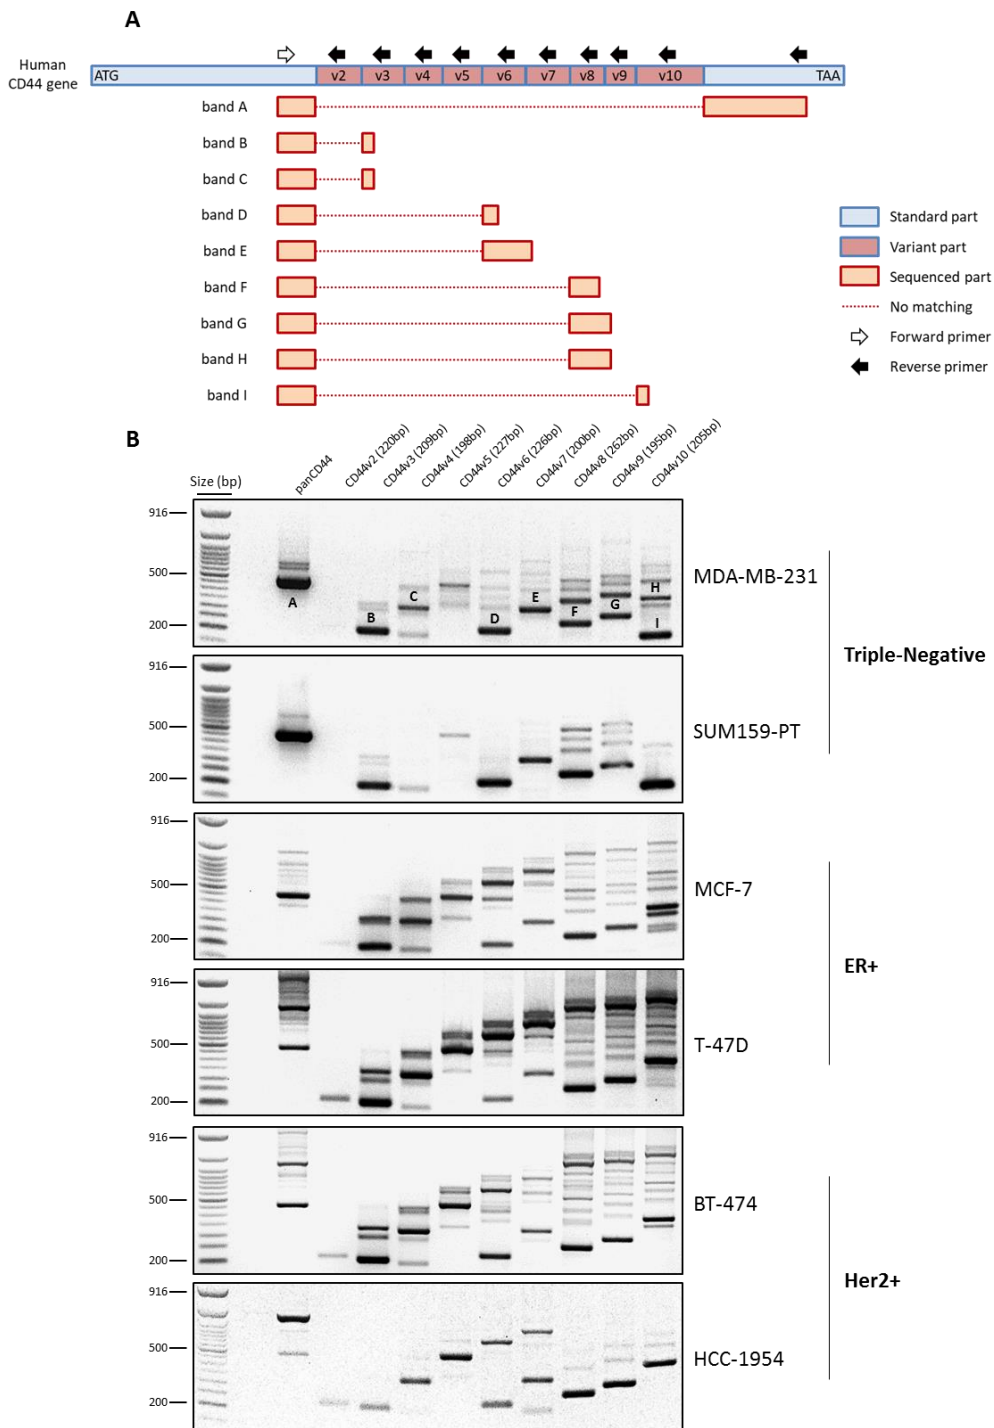 A
Human
CD44 gene
ATG v2 v3 v4 v5 v6 v7 v8 v9 v10 TAA
band A
band B
band C
band D
band E
band F
band G
band H
band I
Standard part
Variant part
Sequenced part
No matching
Forward primer
Reverse primer
B
Size (bp)
panCD44
CD44v2 (220bp)
CD44v3 (209bp)
CD44v4 (198bp)
CD44v5 (227bp)
CD44v6 (226bp)
CD44v7 (200bp)
CD44v8 (262bp)
CD44v9 (195bp)
CD44v10 (205bp)
916
500
200
A B C D E F G H I
MDA-MB-231
916
500
200
SUM159-PT
Triple-Negative
916
500
200
MCF-7
916
500
200
T-47D
ER+
916
500
200
BT-474
916
500
200
HCC-1954
Her2+